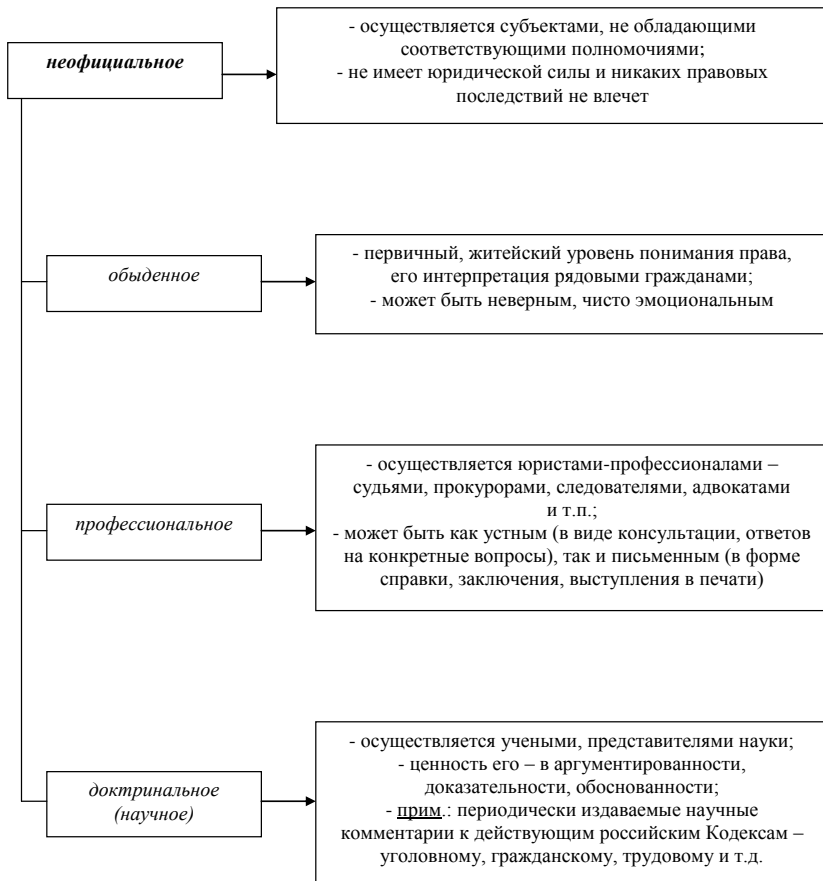 - осуществляется субъектами, не обладающими
соответствующими полномочиями;
- не имеет юридической силы и никаких правовых
последствий не влечет
неофициальное
- первичный, житейский уровень понимания права,
его интерпретация рядовыми гражданами;
- может быть неверным, чисто эмоциональным
обыденное
- осуществляется юристами-профессионалами –
судьями, прокурорами, следователями, адвокатами
и т.п.;
- может быть как устным (в виде консультации, ответов
на конкретные вопросы), так и письменным (в форме
справки, заключения, выступления в печати)
профессиональное
- осуществляется учеными, представителями науки;
- ценность его – в аргументированности,
доказательности, обоснованности;
- прим.: периодически издаваемые научные
комментарии к действующим российским Кодексам –
уголовному, гражданскому, трудовому и т.д.
доктринальное
(научное)